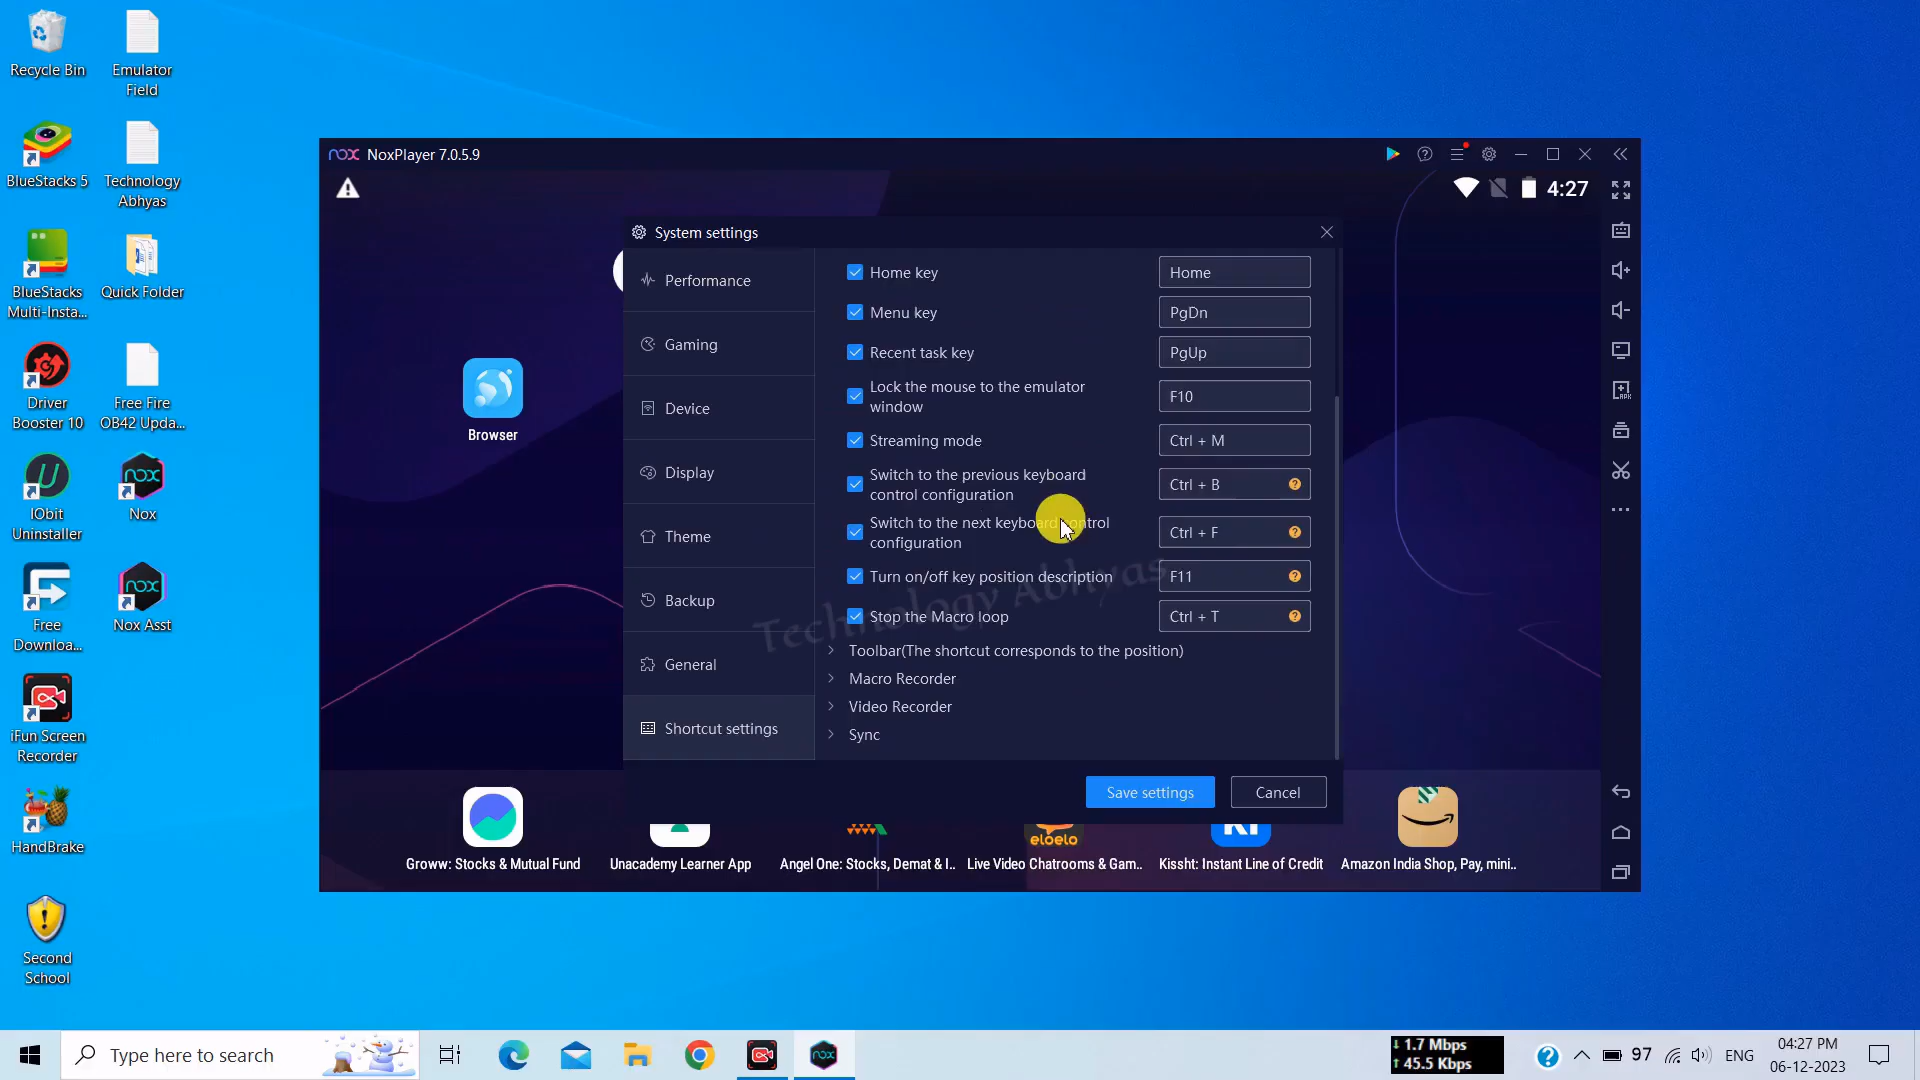 Recycle Bin
Emulator
Field
BlueStacks 5
Technology
Abhyas
BlueStacks
Multi-Insta...
Quick Folder
Driver
Booster 10
Free Fire
OB42 Upda...
IObit
Uninstaller
Nox
Free
Downloa...
Nox Asst
iFun Screen
Recorder
HandBrake
Second
School
nox NoxPlayer 7.0.5.9
4:27
System settings
Performance
Gaming
Device
Display
Theme
Backup
General
Shortcut settings
Home key Home
Menu key PgDn
Recent task key PgUp
Lock the mouse to the emulator
window F10
Streaming mode Ctrl + M
Switch to the previous keyboard
control configuration Ctrl + B
Switch to the next keyboard control
configuration Ctrl + F
Turn on/off key position description F11
Stop the Macro loop Ctrl + T
Toolbar(The shortcut corresponds to the position)
Macro Recorder
Video Recorder
Sync
Technology Abhyas
Save settings Cancel
Browser
eloelo
Groww: Stocks & Mutual Fund
Unacademy Learner App
Angel One: Stocks, Demat & I..
Live Video Chatrooms & Gam..
Kissht: Instant Line of Credit
Amazon India Shop, Pay, mini..
Type here to search
1.7 Mbps
45.5 Kbps
97
ENG
04:27 PM
06-12-2023